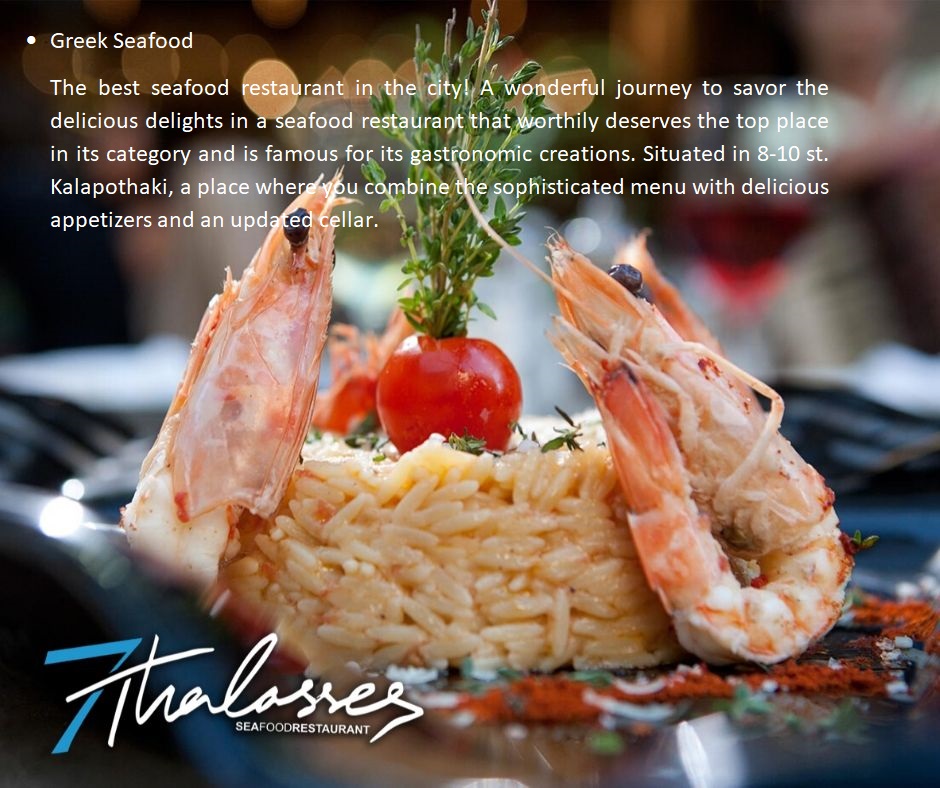 • Greek Seafood
The best seafood restaurant in the city! A wonderful journey to savor the
delicious delights in a seafood restaurant that worthily deserves the top place
in its category and is famous for its gastronomic creations. Situated in 8-10 st.
Kalapothaki, a place where you combine the sophisticated menu with delicious
appetizers and an updated cellar.
7 thalasses
SEAFOODRESTAURANT